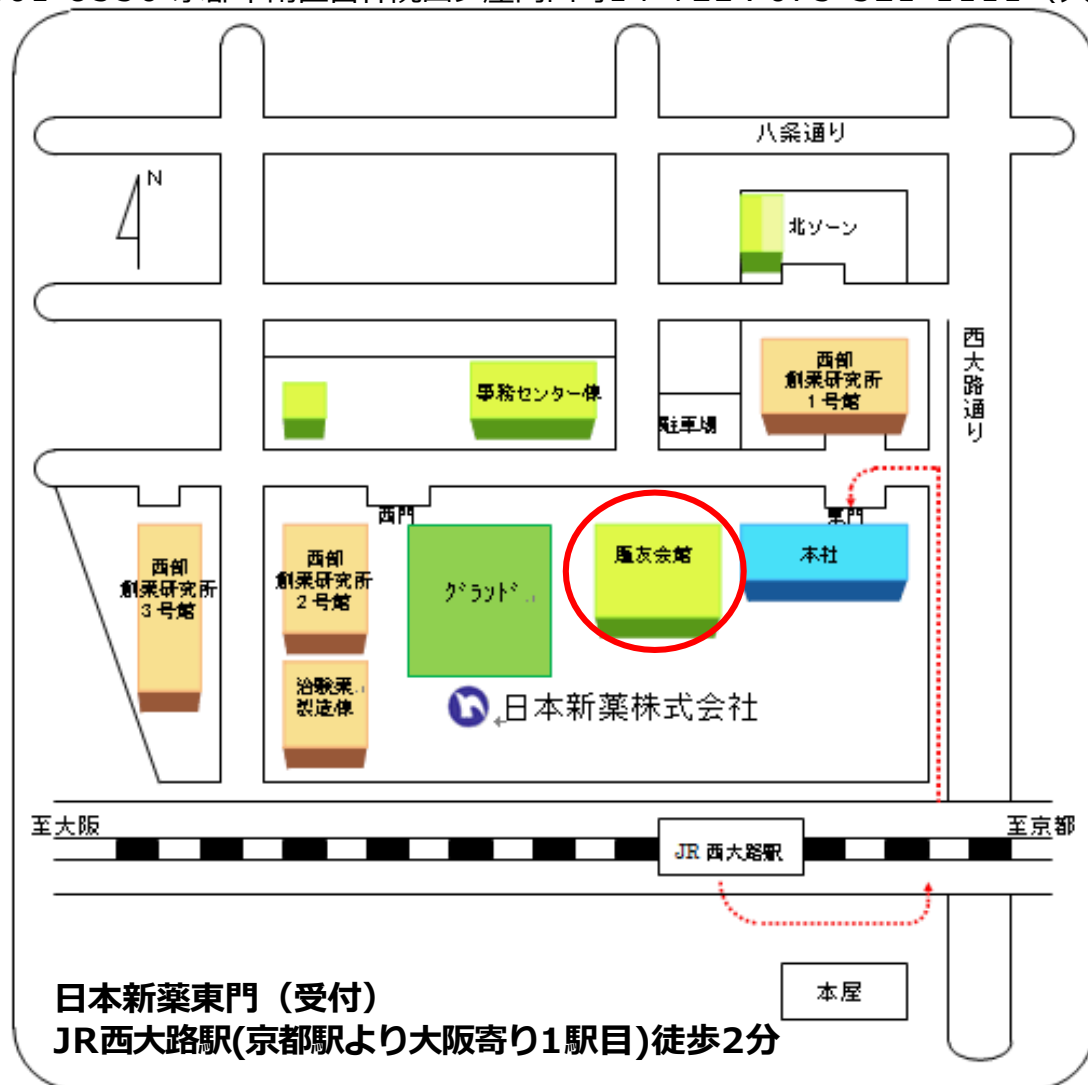 八条通り
N
北ゾーン
西大路通り
西部
創薬研究所
1号館
事務センター棟
駐車場
西門
東門
西部
創薬研究所
3号館
西部
創薬研究所
2号館
グランド
友会館
本社
治験薬
製造棟
日本新薬株式会社
至大阪
至京都
JR 西大路駅
本屋
日本新薬東門（受付）
JR西大路駅(京都駅より大阪寄り1駅目)徒歩2分